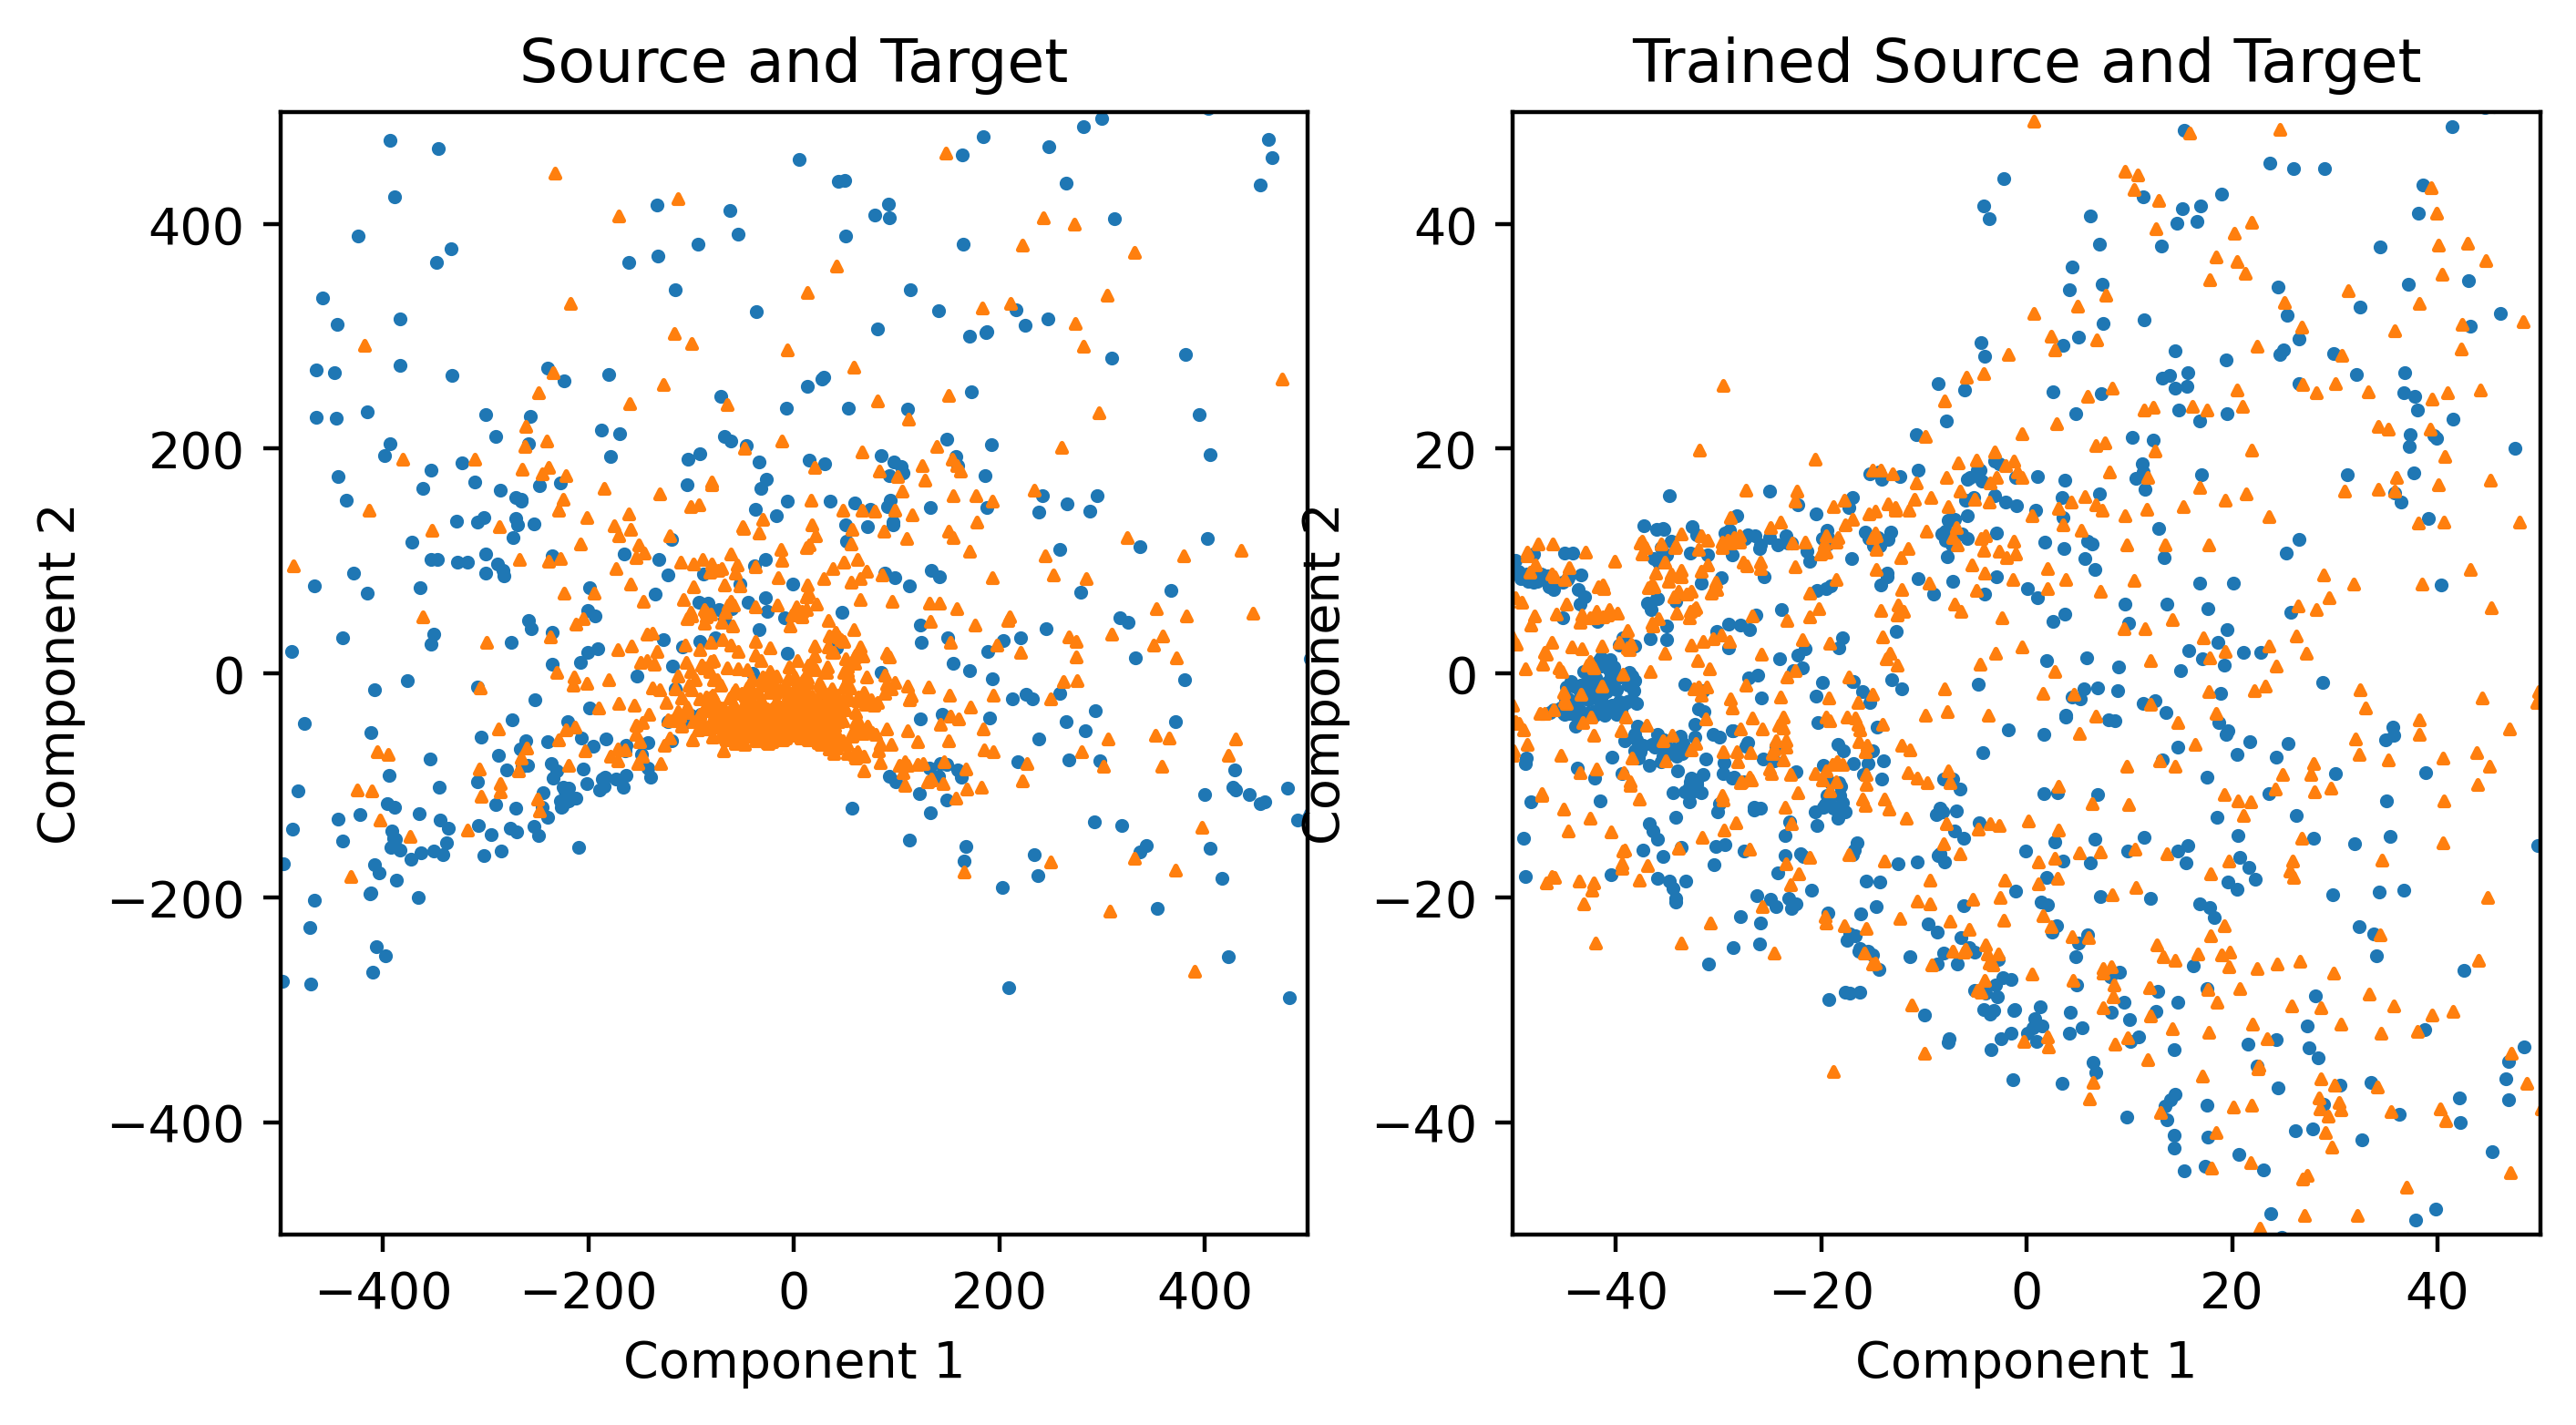 Source and Target
Component 2
400
200
0
−200
−400
−400 −200 0 200 400
Component 1
Trained Source and Target
Component 2
40
20
0
−20
−40
−40 −20 0 20 40
Component 1